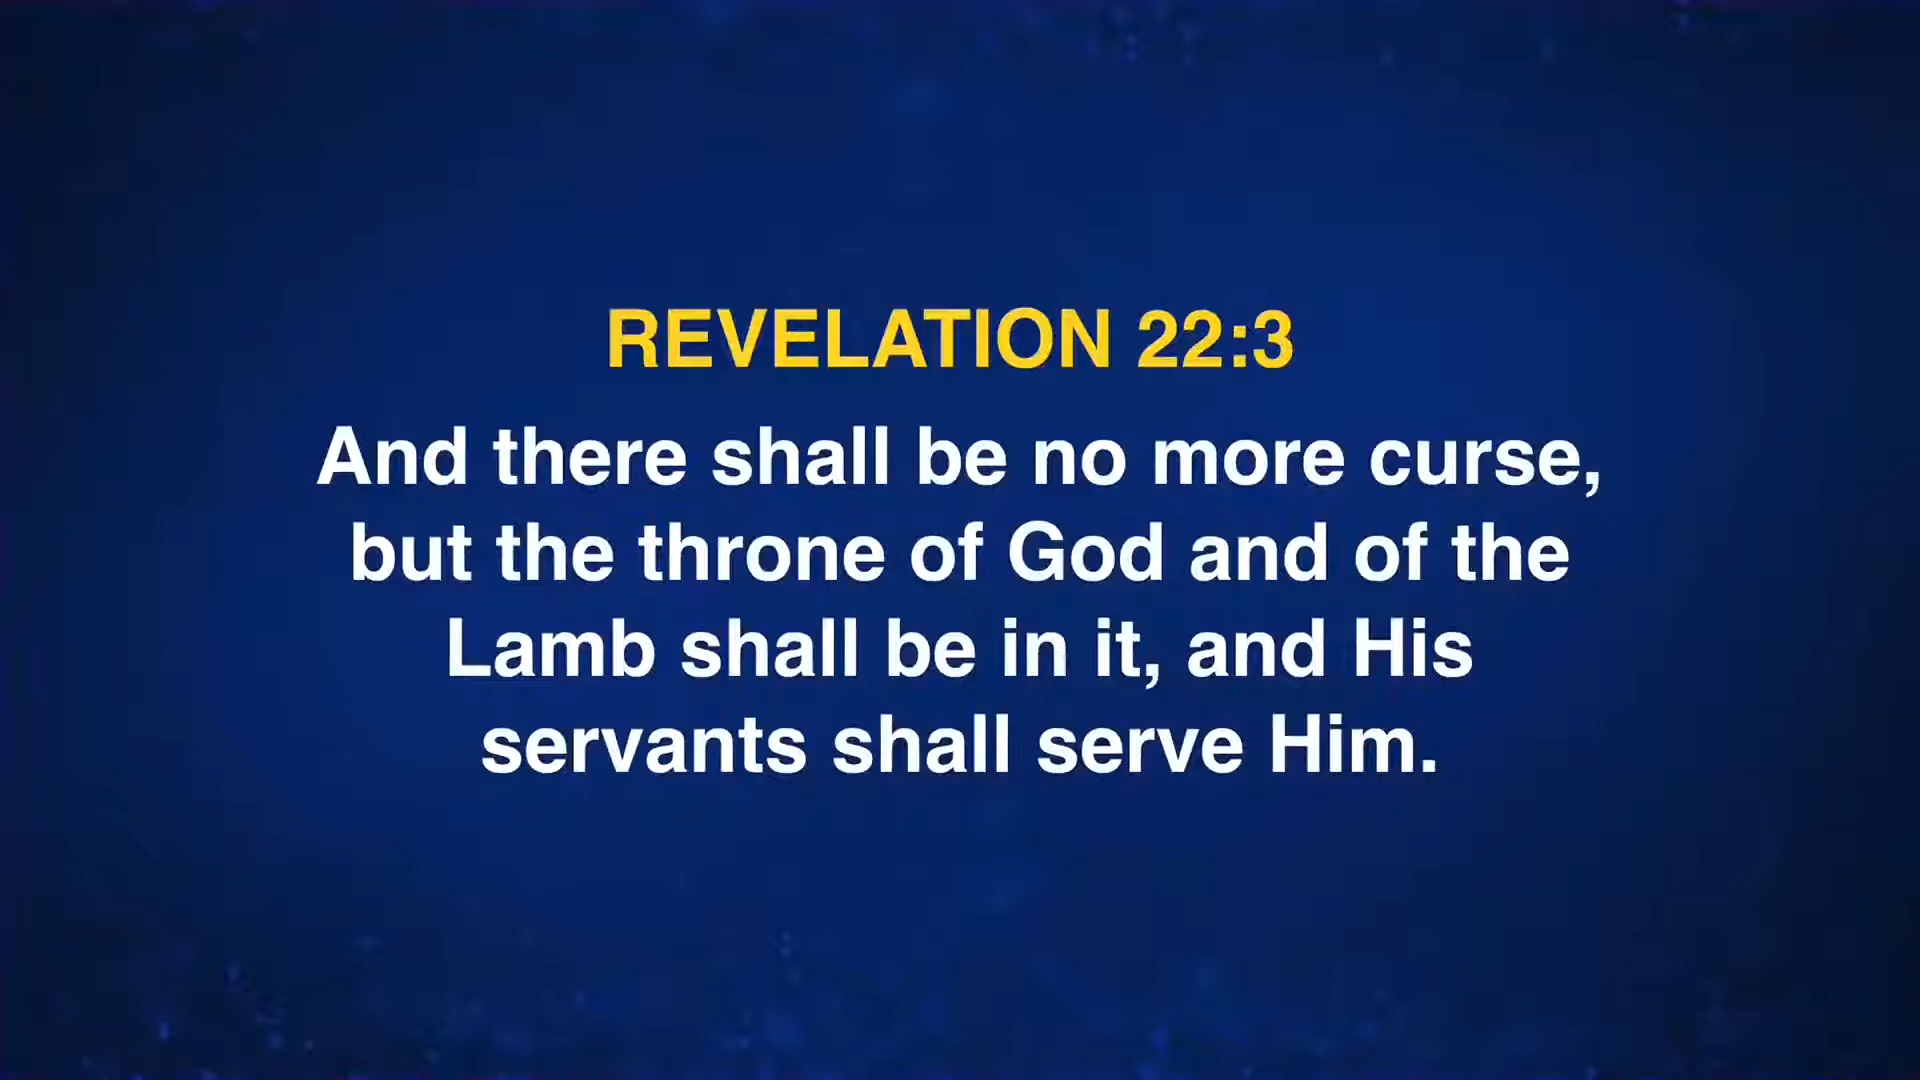 REVELATION 22:3
And there shall be no more curse,
but the throne of God and of the
Lamb shall be in it, and His
servants shall serve Him.